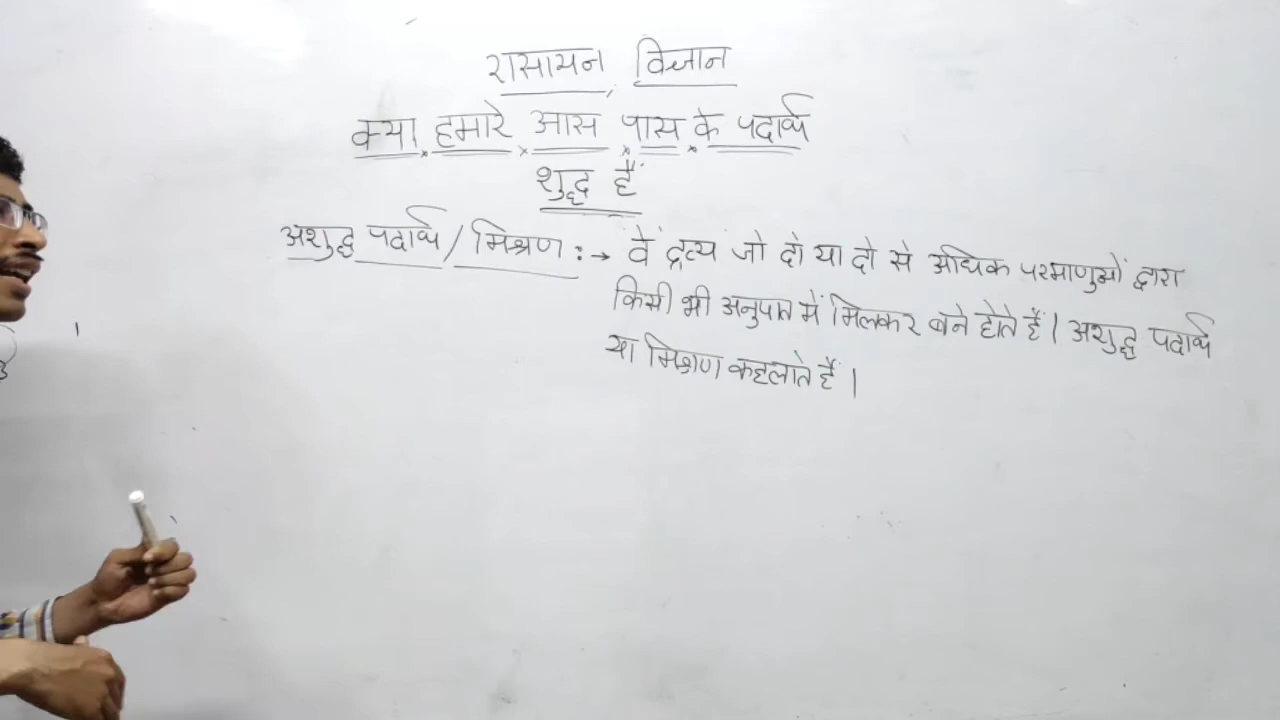 रासायन विज्ञान
क्या हमारे आस पास के पदार्थ
शुद्ध हैं
अशुद्ध पदार्थ / मिश्रण :→ वें द्रव्य जो दो या दो से अधिक परमाणुओं द्वारा
किसी भी अनुपात में मिलकर बने होते हैं। अशुद्ध पदार्थ
या मिश्रण कहलाते हैं।